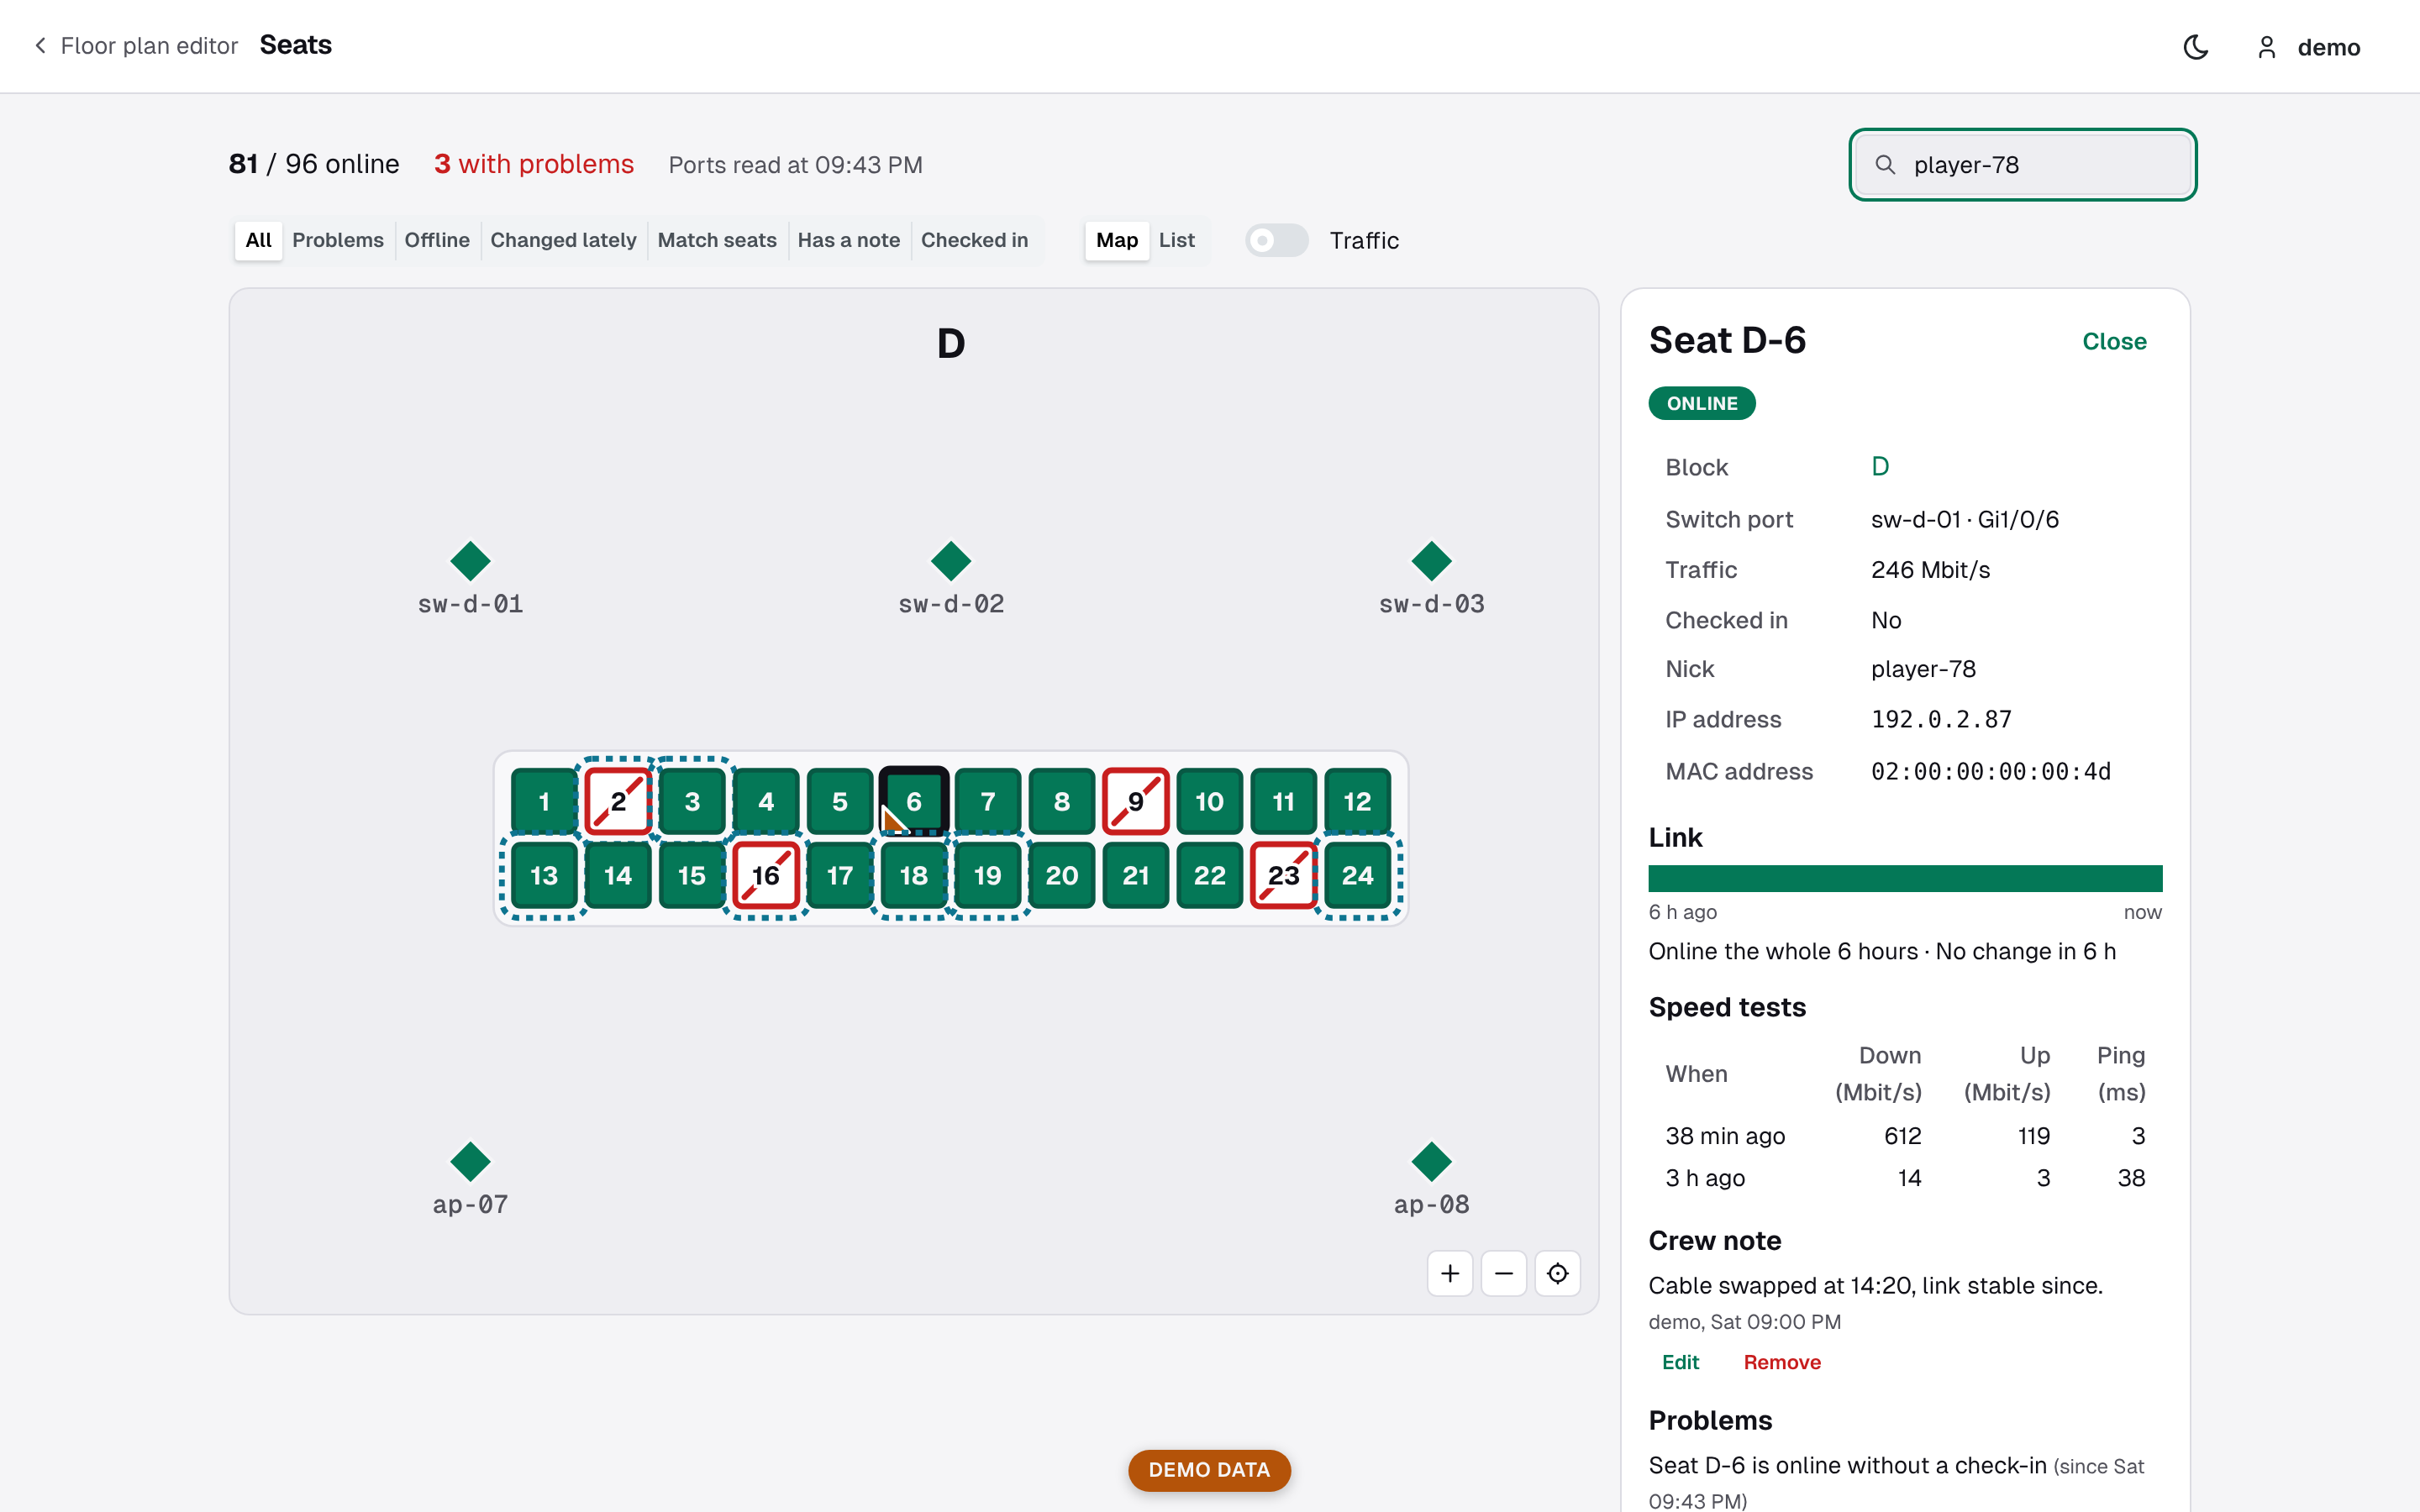 Floor plan editor Seats
demo
81 / 96 online 3 with problems Ports read at 09:43 PM
player-78
All Problems Offline Changed lately Match seats Has a note Checked in Map List Traffic
D
sw-d-01 sw-d-02 sw-d-03
1 2 3 4 5 6 7 8 9 10 11 12
13 14 15 16 17 18 19 20 21 22 23 24
ap-07 ap-08
Seat D-6 Close
ONLINE
Block D
Switch port sw-d-01 · Gi1/0/6
Traffic 246 Mbit/s
Checked in No
Nick player-78
IP address 192.0.2.87
MAC address 02:00:00:00:00:4d
Link
6 h ago now
Online the whole 6 hours · No change in 6 h
Speed tests
When Down (Mbit/s) Up (Mbit/s) Ping (ms)
38 min ago 612 119 3
3 h ago 14 3 38
Crew note
Cable swapped at 14:20, link stable since.
demo, Sat 09:00 PM
Edit Remove
Problems
Seat D-6 is online without a check-in (since Sat
09:43 PM)
DEMO DATA